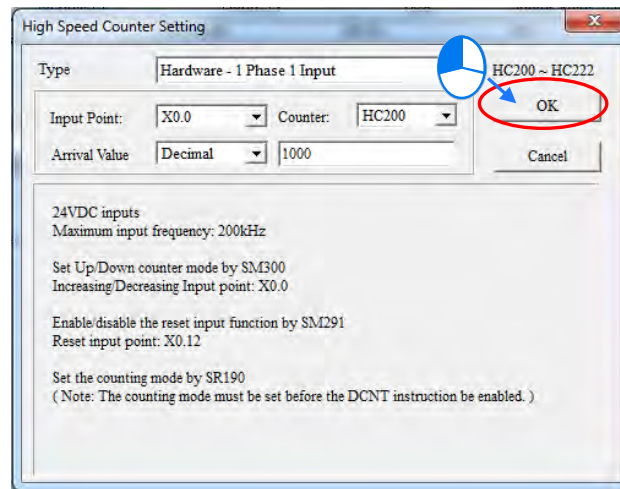 High Speed Counter Setting
Type Hardware - 1 Phase 1 Input HC200 ~ HC222
Input Point: X0.0 Counter: HC200 OK
Arrival Value Decimal 1000 Cancel
24VDC inputs
Maximum input frequency: 200kHz
Set Up/Down counter mode by SM300
Increasing/Decreasing Input point: X0.0
Enable/disable the reset input function by SM291
Reset input point: X0.12
Set the counting mode by SR190
( Note: The counting mode must be set before the DCNT instruction be enabled. )